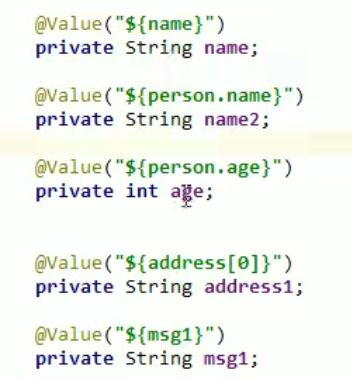 @Value("${name}")
private String name;
@Value("${person.name}")
private String name2;
@Value("${person.age}")
private int age;
@Value("${address[0]}")
private String address1;
@Value("${msg1}")
private String msg1;